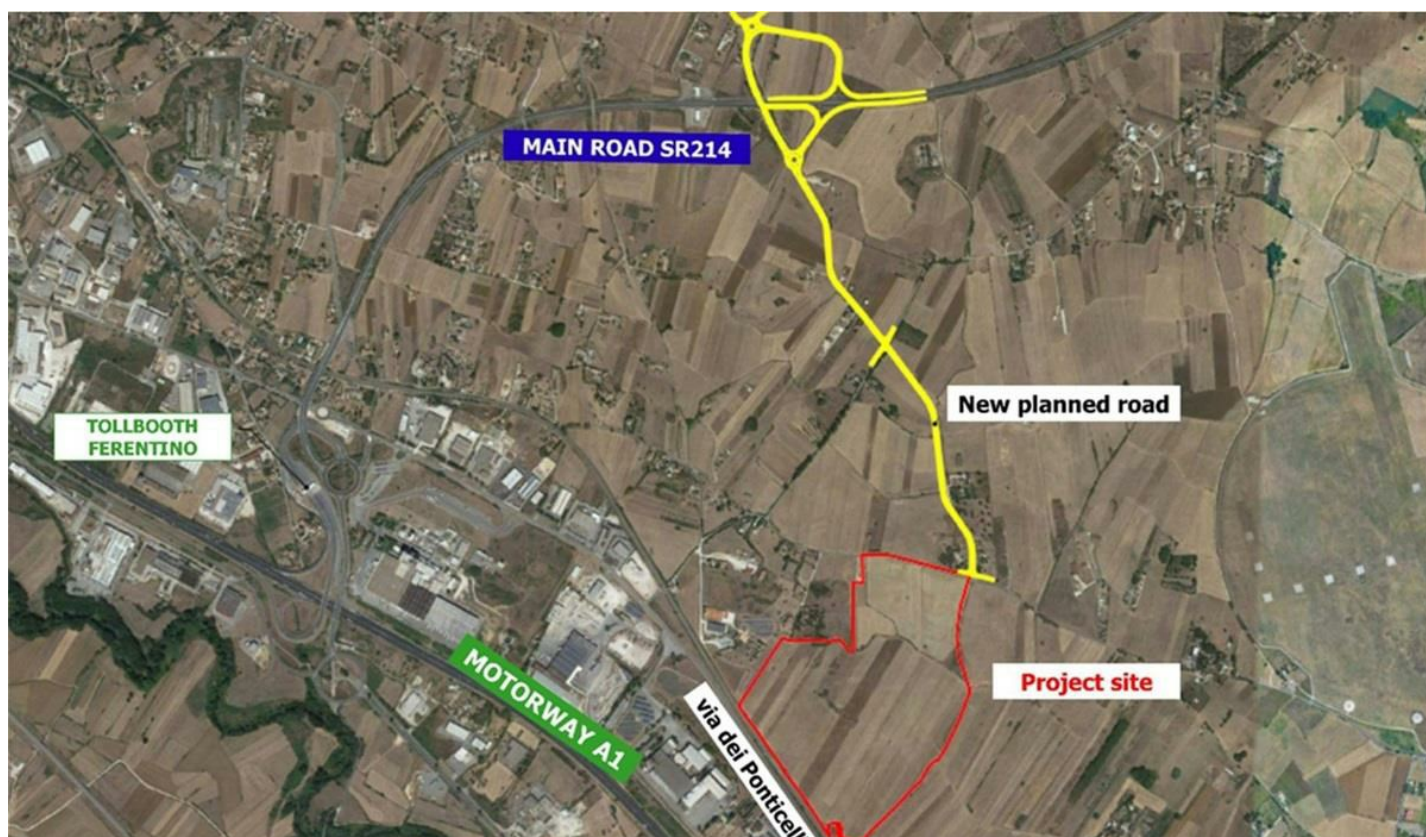 MAIN ROAD SR214
New planned road
TOLLBOOTH
FERENTINO
Project site
MOTORWAY A1
via dei Ponticell